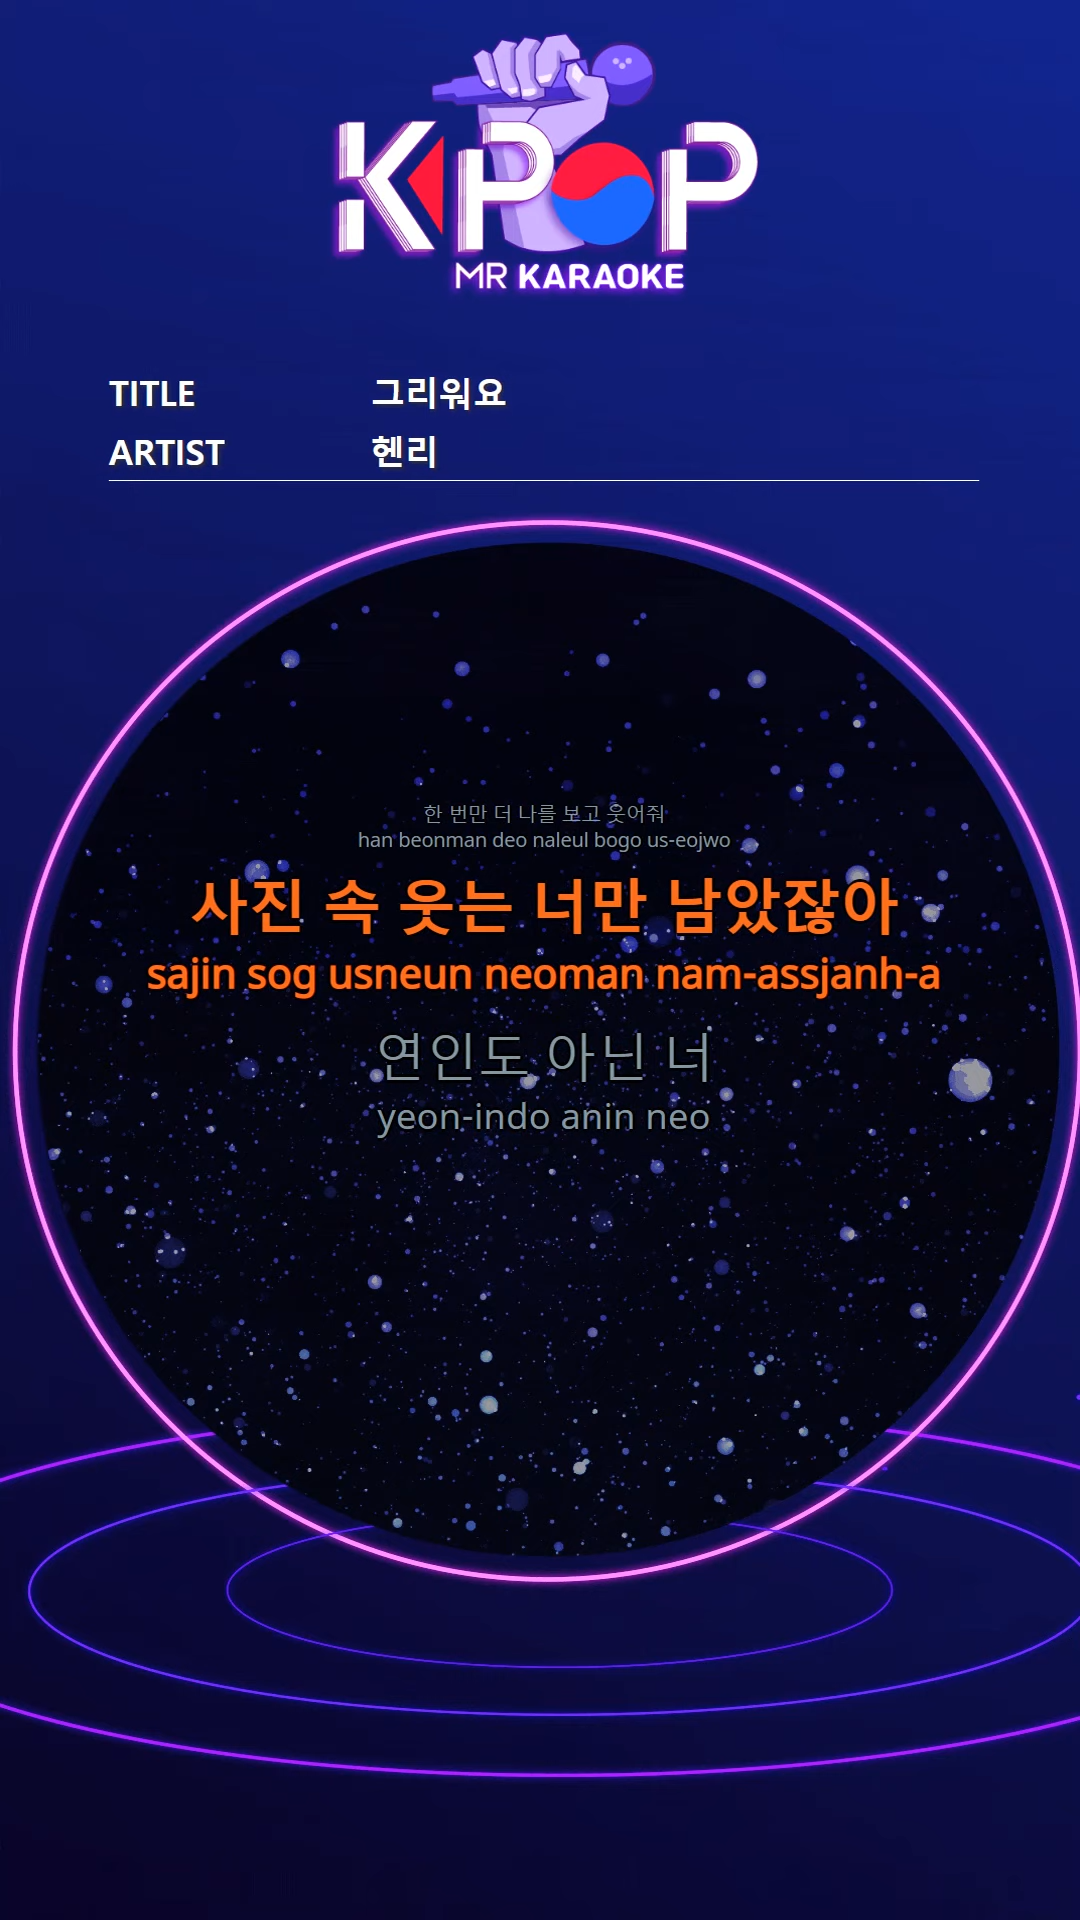 KPOP
MR KARAOKE
TITLE 그리워요
ARTIST 헨리
한 번만 더 나를 보고 웃어줘
han beonman deo naleul bogo us-eojwo
사진 속 웃는 너만 남았잖아
sajin sog usneun neoman nam-assjanh-a
연인도 아닌 너
yeon-indo anin neo